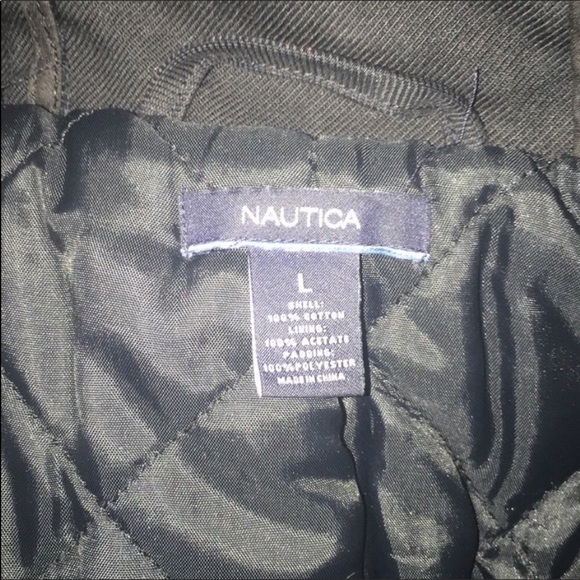 NAUTICA
L
SHELL:
100% COTTON
LINING:
100% ACETATE
PADDING:
100%POLYESTER
MADE IN CHINA